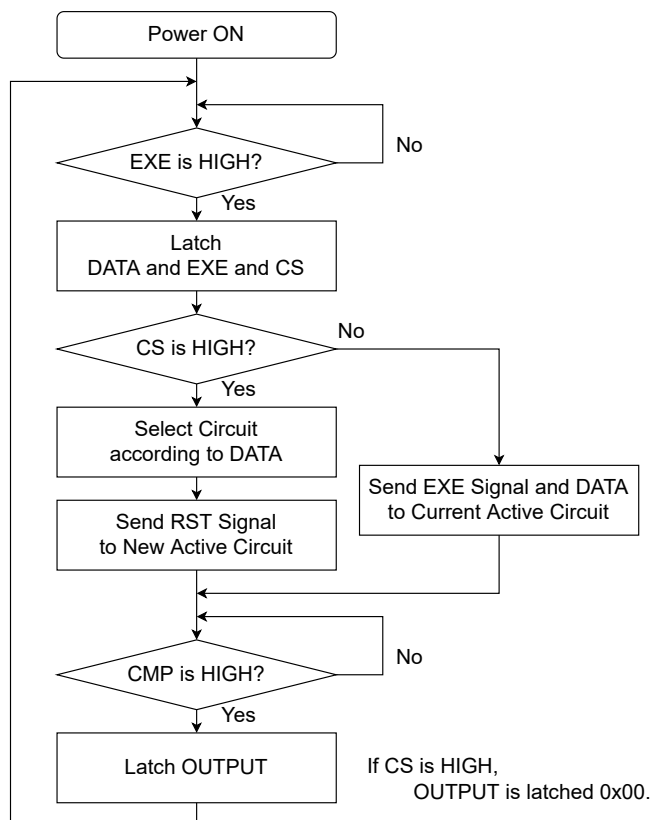 Power ON
EXE is HIGH?
No
Yes
Latch
DATA and EXE and CS
CS is HIGH?
No
Yes
Select Circuit
according to DATA
Send EXE Signal and DATA
to Current Active Circuit
Send RST Signal
to New Active Circuit
CMP is HIGH?
No
Yes
Latch OUTPUT
If CS is HIGH,
OUTPUT is latched 0x00.